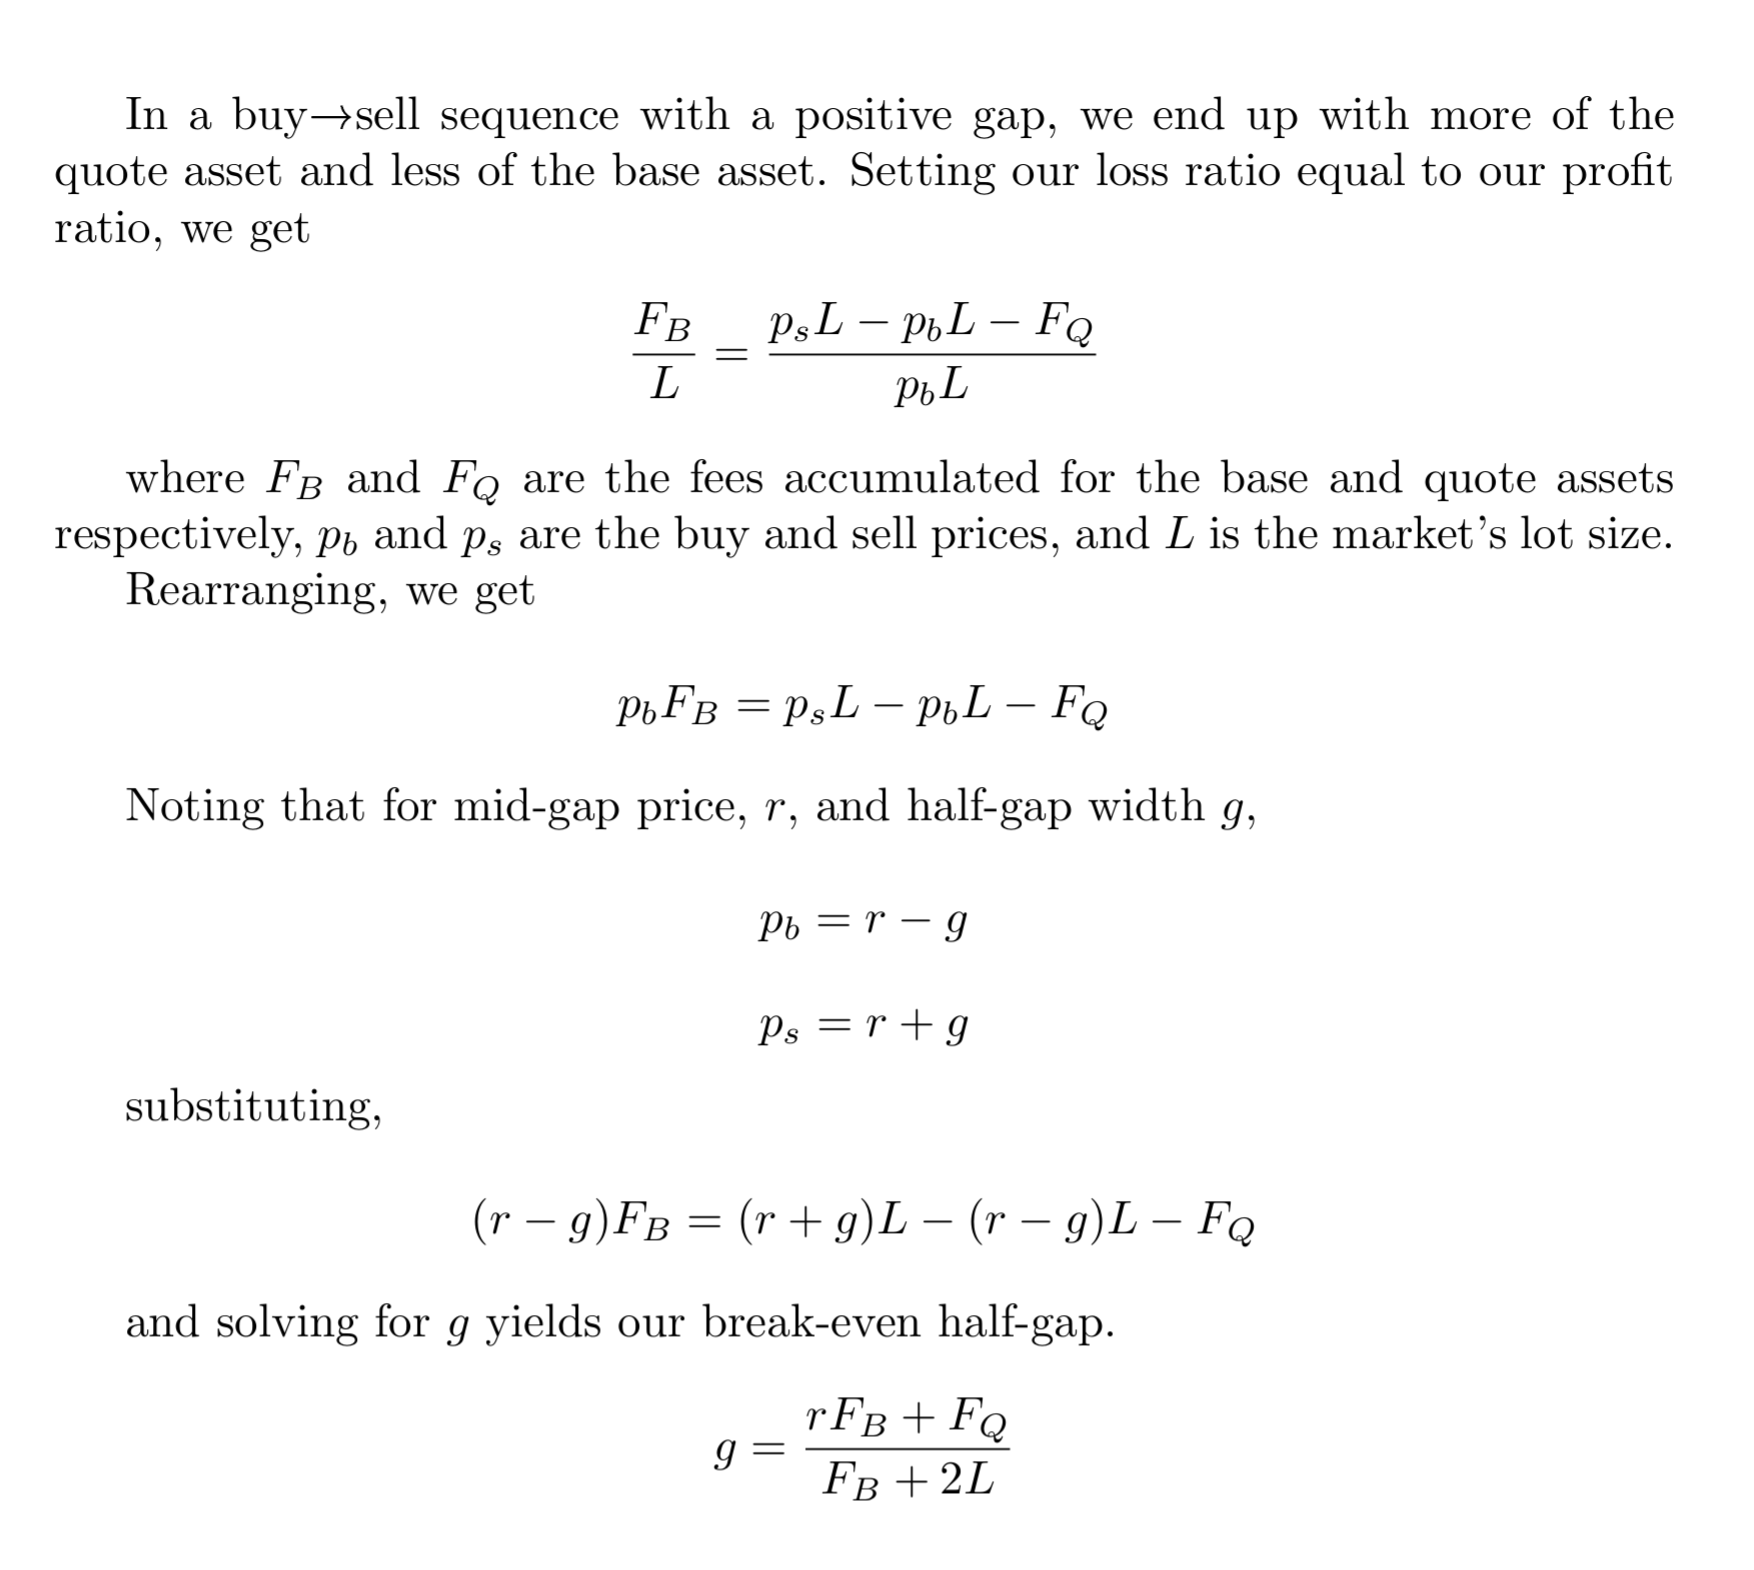 In a buy→sell sequence with a positive gap, we end up with more of the
quote asset and less of the base asset. Setting our loss ratio equal to our profit
ratio, we get
\frac{F_B}{L} = \frac{p_s L - p_b L - F_Q}{p_b L}
where F_B and F_Q are the fees accumulated for the base and quote assets
respectively, p_b and p_s are the buy and sell prices, and L is the market’s lot size.
Rearranging, we get
p_b F_B = p_s L - p_b L - F_Q
Noting that for mid-gap price, r, and half-gap width g,
p_b = r - g
p_s = r + g
substituting,
(r - g)F_B = (r + g)L - (r - g)L - F_Q
and solving for g yields our break-even half-gap.
g = \frac{r F_B + F_Q}{F_B + 2L}